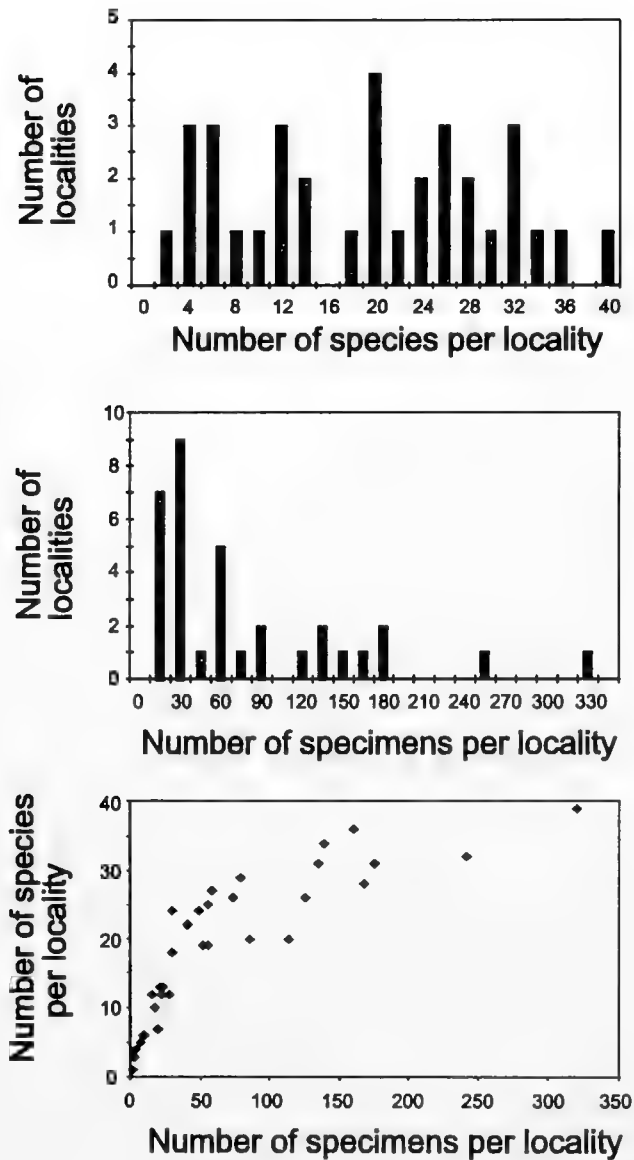 Number of
localities
5
4
3
2
1
0
0 4 8 12 16 20 24 28 32 36 40
Number of species per locality
Number of
localities
10
8
6
4
2
0
0 30 60 90 120 150 180 210 240 270 300 330
Number of specimens per locality
Number of species
per locality
40
30
20
10
0
0 50 100 150 200 250 300 350
Number of specimens per locality